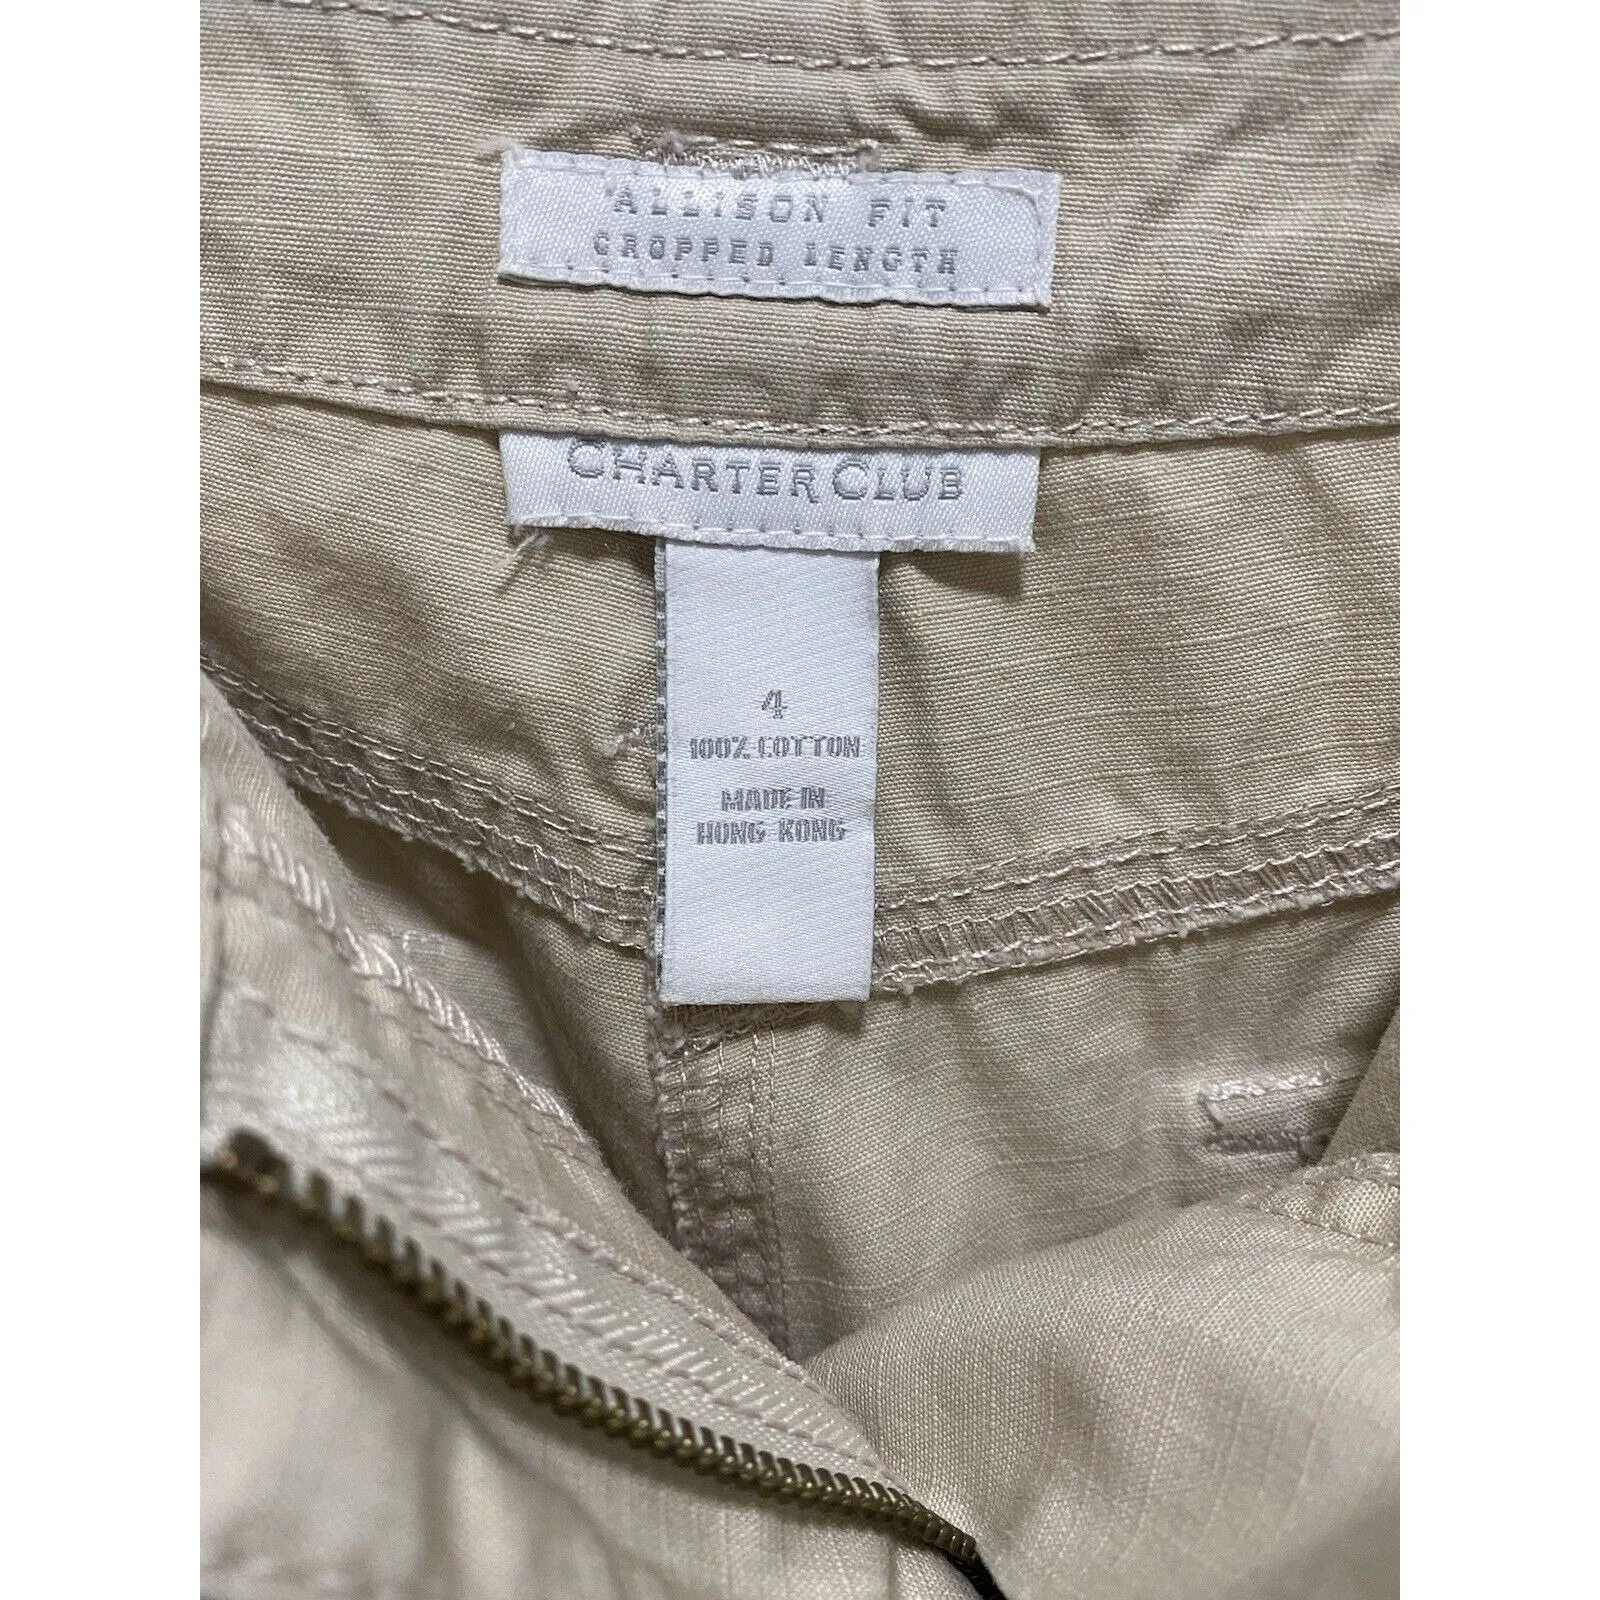 ALLISON FIT
CROPPED LENGTH
CHARTER CLUB
4
100% COTTON
MADE IN
HONG KONG